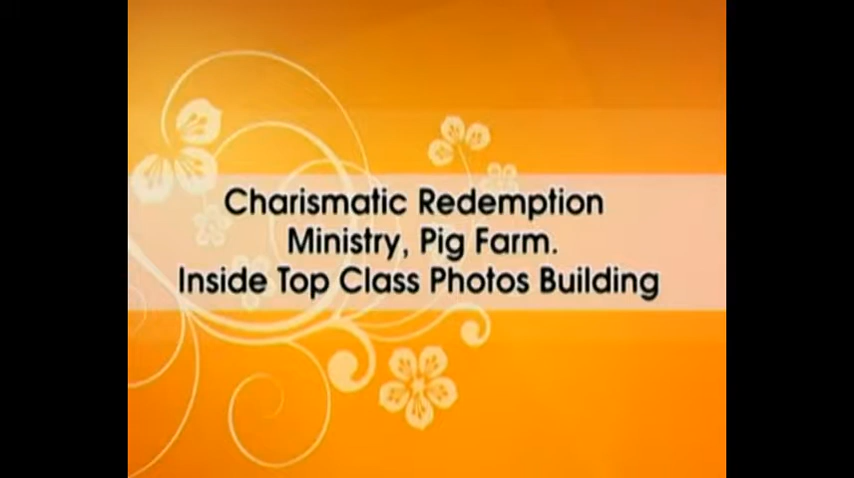 Charismatic Redemption
Ministry, Pig Farm.
Inside Top Class Photos Building